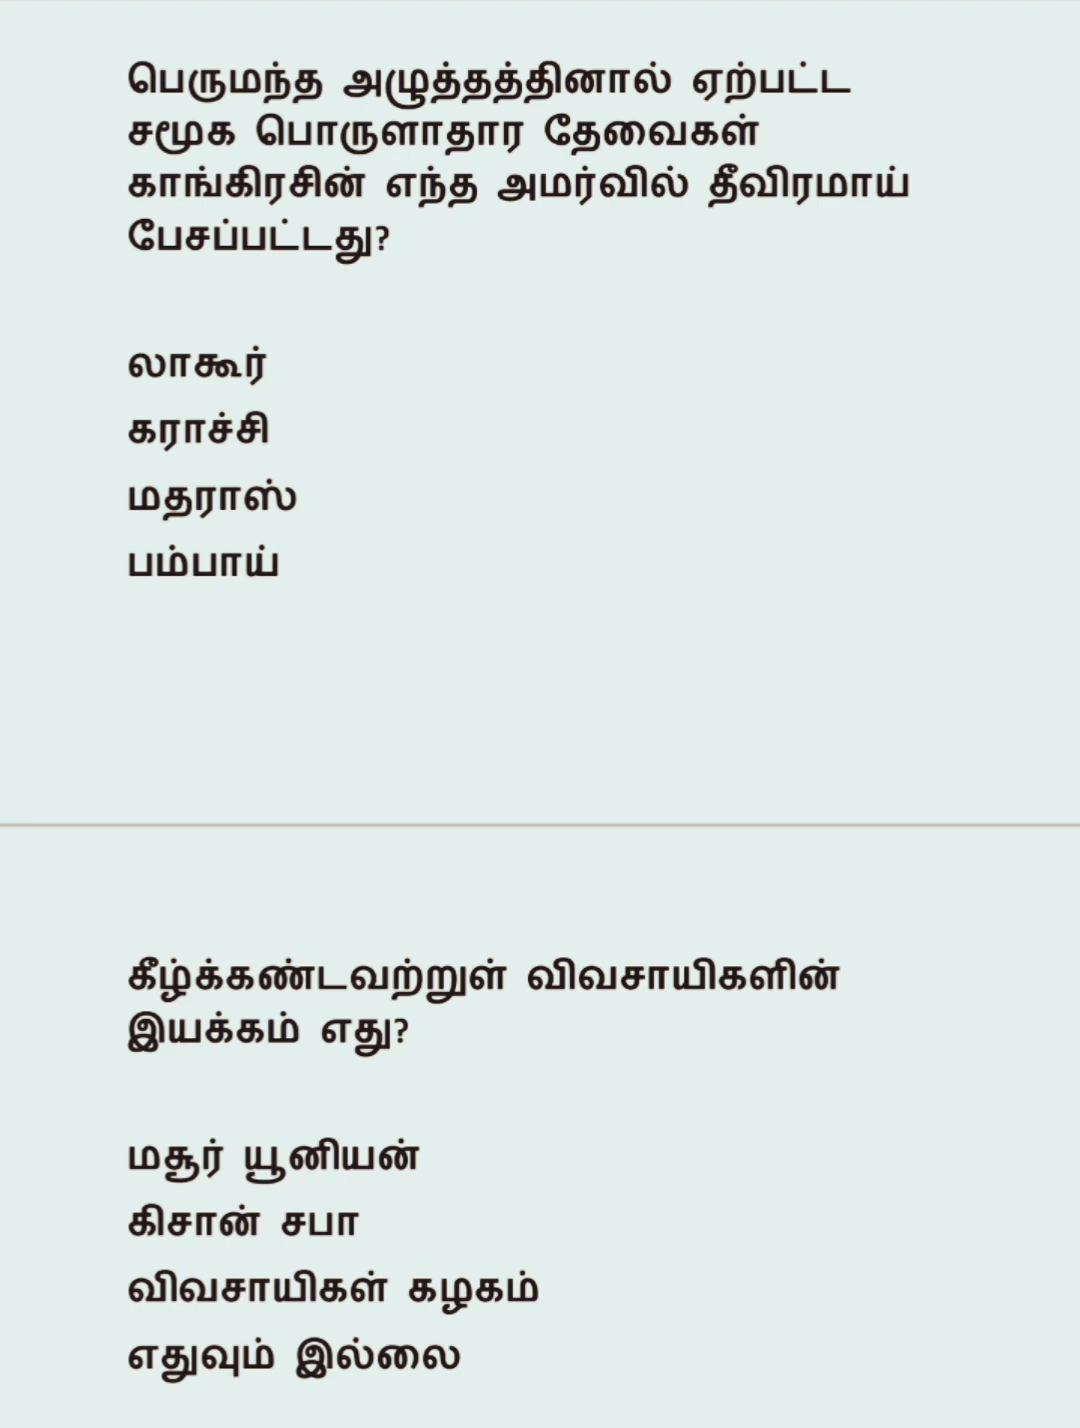 பெருமந்த அழுத்தத்தினால் ஏற்பட்ட
சமூக பொருளாதார தேவைகள்
காங்கிரசின் எந்த அமர்வில் தீவிரமாய்
பேசப்பட்டது?
லாகூர்
கராச்சி
மதராஸ்
பம்பாய்
கீழ்க்கண்டவற்றுள் விவசாயிகளின்
இயக்கம் எது?
மசூர் யூனியன்
கிசான் சபா
விவசாயிகள் கழகம்
எதுவும் இல்லை